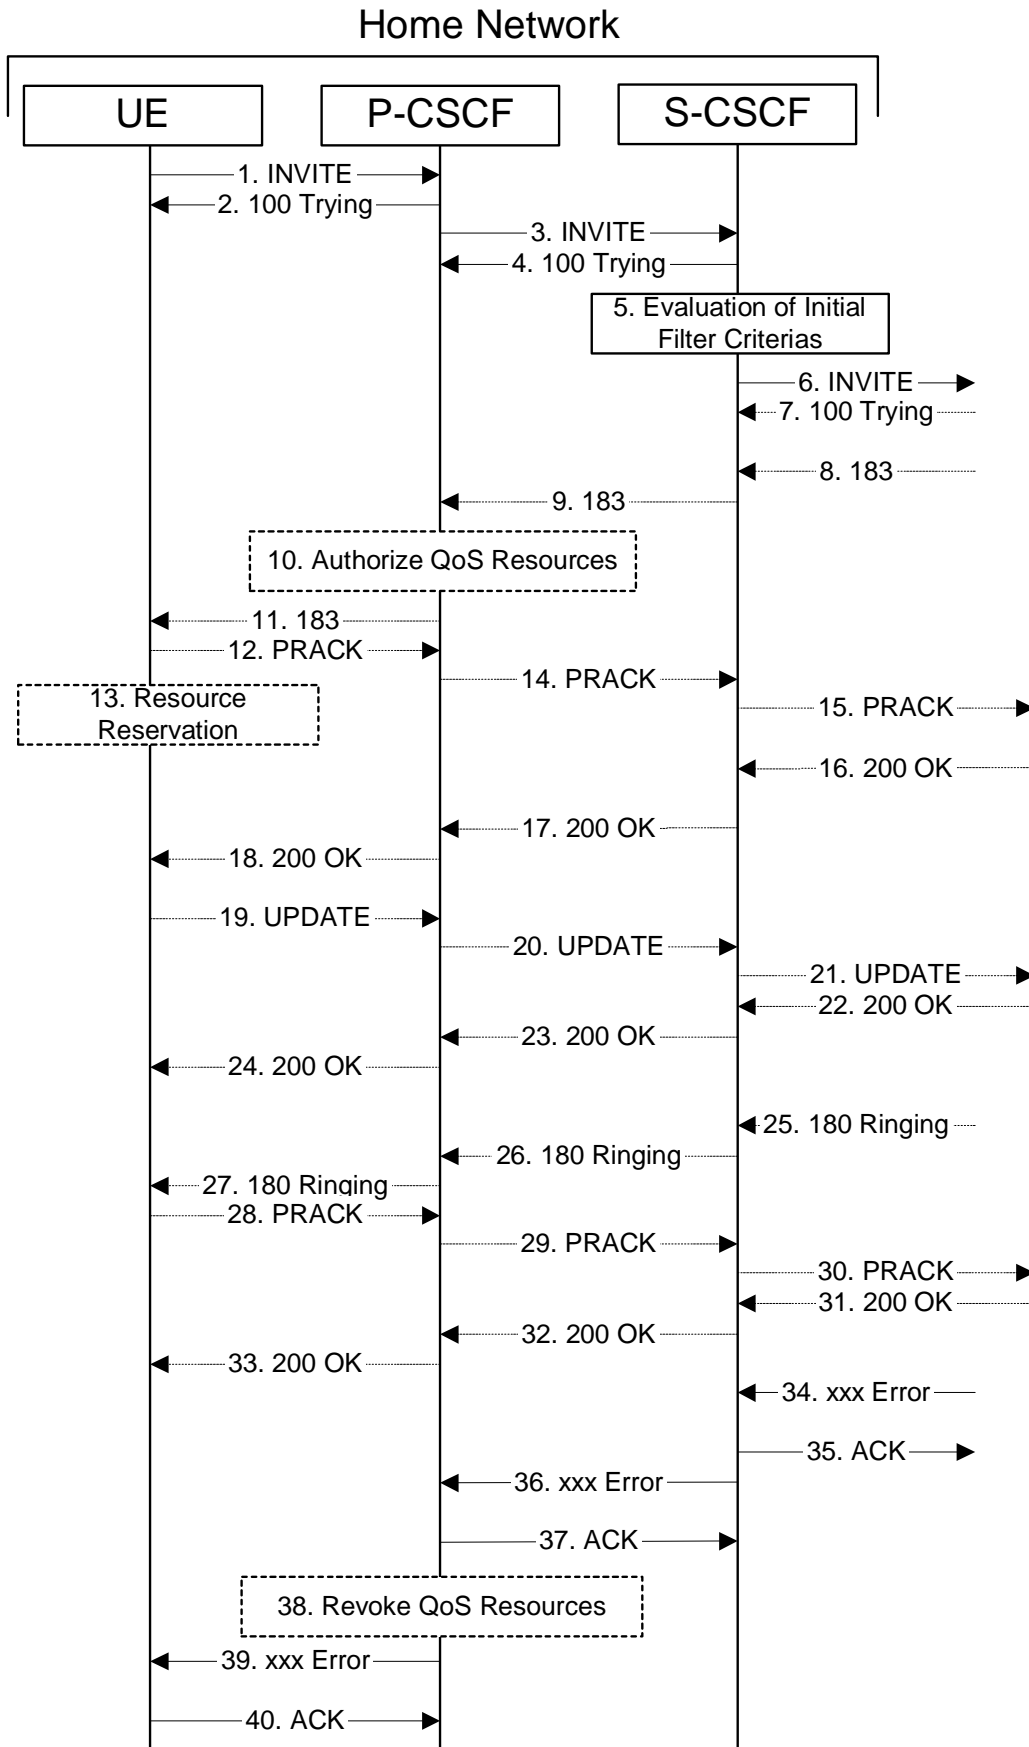 Home Network
UE
P-CSCF
S-CSCF
1. INVITE
2. 100 Trying
3. INVITE
4. 100 Trying
5. Evaluation of Initial
Filter Criterias
6. INVITE
7. 100 Trying
8. 183
9. 183
10. Authorize QoS Resources
11. 183
12. PRACK
14. PRACK
13. Resource
Reservation
15. PRACK
16. 200 OK
17. 200 OK
18. 200 OK
19. UPDATE
20. UPDATE
21. UPDATE
22. 200 OK
23. 200 OK
24. 200 OK
25. 180 Ringing
26. 180 Ringing
27. 180 Ringing
28. PRACK
29. PRACK
30. PRACK
31. 200 OK
32. 200 OK
33. 200 OK
34. xxx Error
35. ACK
36. xxx Error
37. ACK
38. Revoke QoS Resources
39. xxx Error
40. ACK